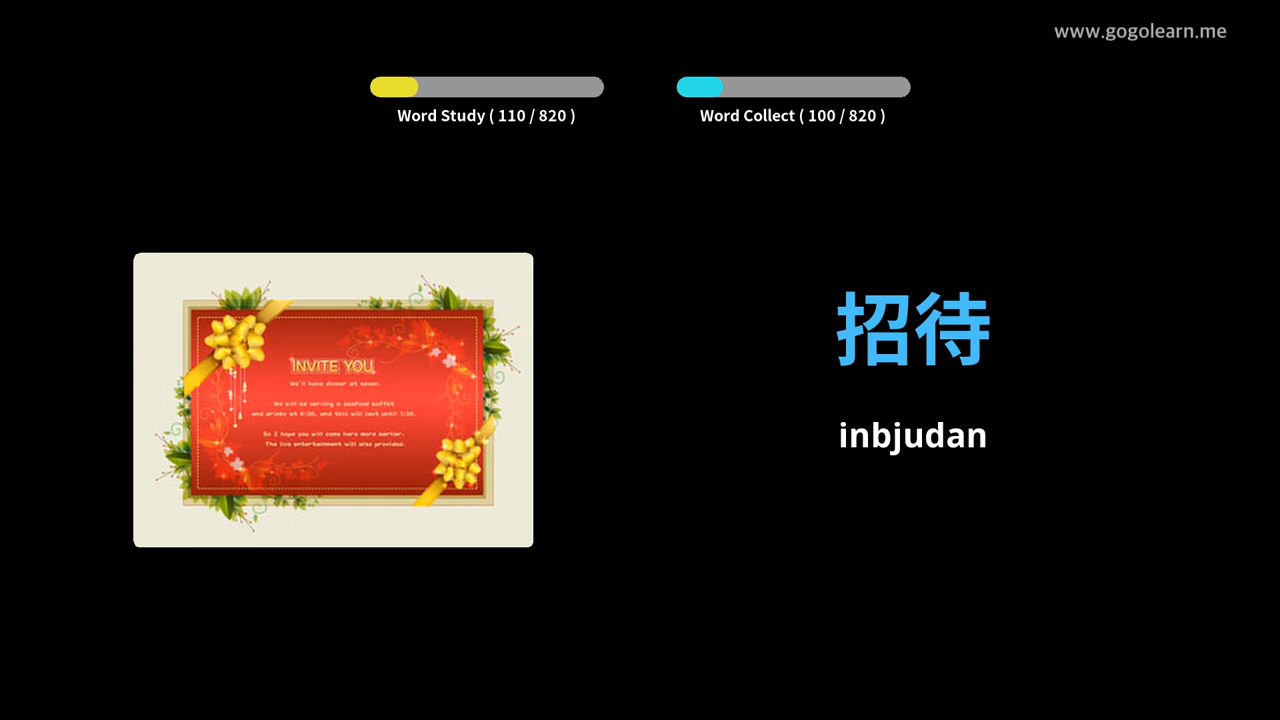 www.gogolearn.me
Word Study ( 110 / 820 )
Word Collect ( 100 / 820 )
招待
inbjudan
INVITE YOU
We'll have dinner at seven.
We will be serving a seafood buffet
and drinks at 6:30, and this will last until 7:30.
So I hope you will come here more earlier.
The live entertainment will also provided.